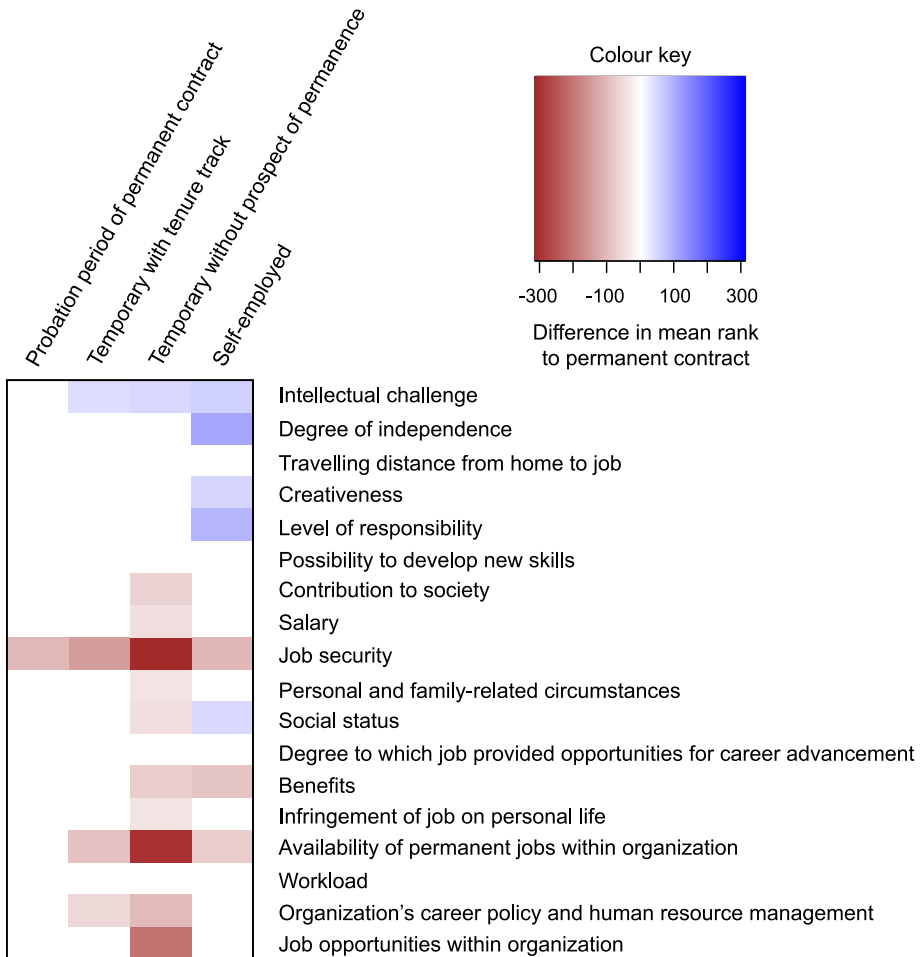 Probation period of permanent contract
Temporary with tenure track
Temporary without prospect of permanence
Self-employed
Colour key
-300 -100 100 300
Difference in mean rank
to permanent contract
Intellectual challenge
Degree of independence
Travelling distance from home to job
Creativeness
Level of responsibility
Possibility to develop new skills
Contribution to society
Salary
Job security
Personal and family-related circumstances
Social status
Degree to which job provided opportunities for career advancement
Benefits
Infringement of job on personal life
Availability of permanent jobs within organization
Workload
Organization's career policy and human resource management
Job opportunities within organization